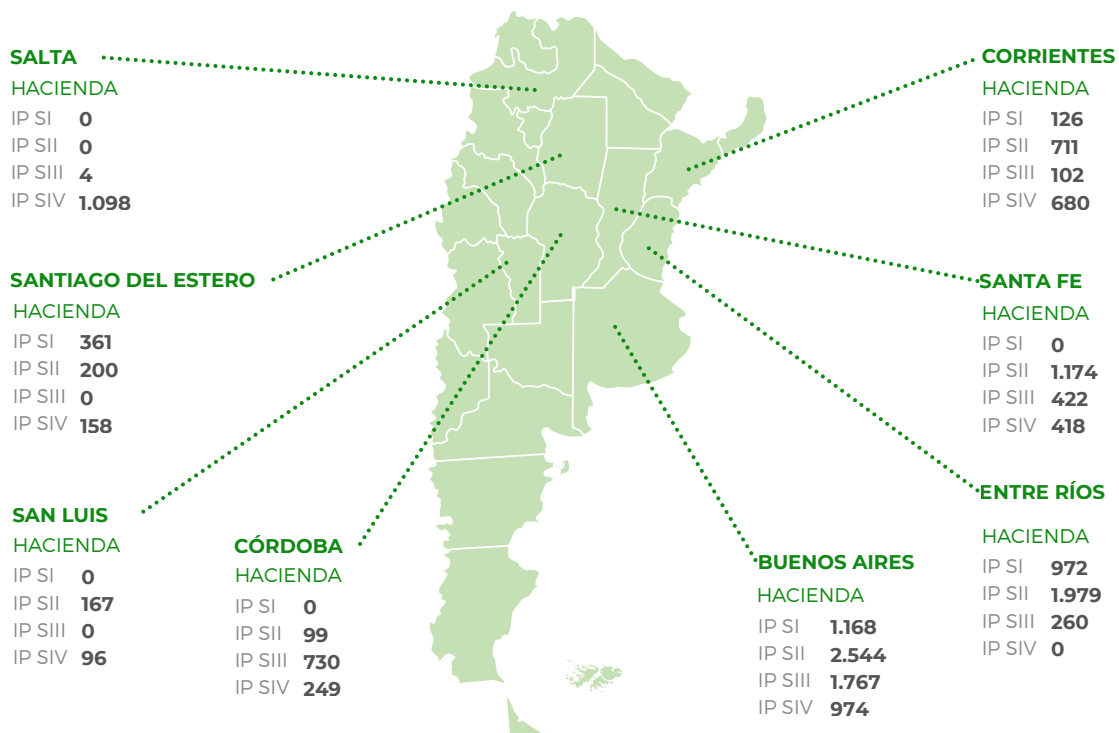 SALTA
HACIENDA
IP SI 0
IP SII 0
IP SIII 4
IP SIV 1.098
CORRIENTES
HACIENDA
IP SI 126
IP SII 711
IP SIII 102
IP SIV 680
SANTIAGO DEL ESTERO
HACIENDA
IP SI 361
IP SII 200
IP SIII 0
IP SIV 158
SANTA FE
HACIENDA
IP SI 0
IP SII 1.174
IP SIII 422
IP SIV 418
SAN LUIS
HACIENDA
IP SI 0
IP SII 167
IP SIII 0
IP SIV 96
CÓRDOBA
HACIENDA
IP SI 0
IP SII 99
IP SIII 730
IP SIV 249
BUENOS AIRES
HACIENDA
IP SI 1.168
IP SII 2.544
IP SIII 1.767
IP SIV 974
ENTRE RÍOS
HACIENDA
IP SI 972
IP SII 1.979
IP SIII 260
IP SIV 0